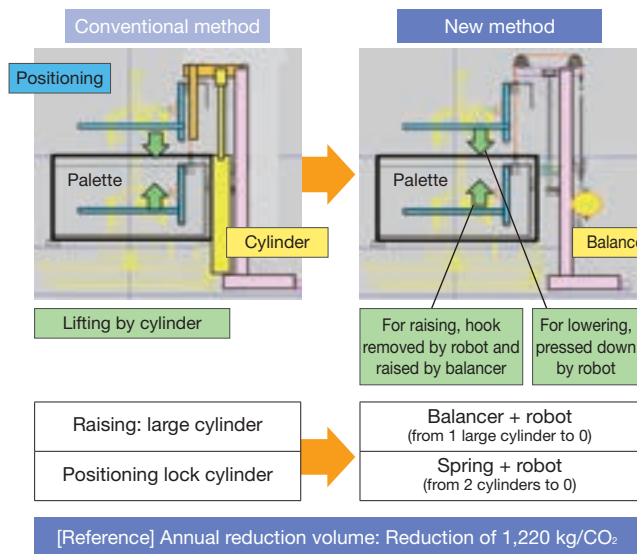 Conventional method
New method
Positioning
Palette
Cylinder
Palette
Balance
Lifting by cylinder
For raising, hook
removed by robot and
raised by balancer
For lowering,
pressed down
by robot
Raising: large cylinder
Balancer + robot
(from 1 large cylinder to 0)
Positioning lock cylinder
Spring + robot
(from 2 cylinders to 0)
[Reference] Annual reduction volume: Reduction of 1,220 kg/CO₂